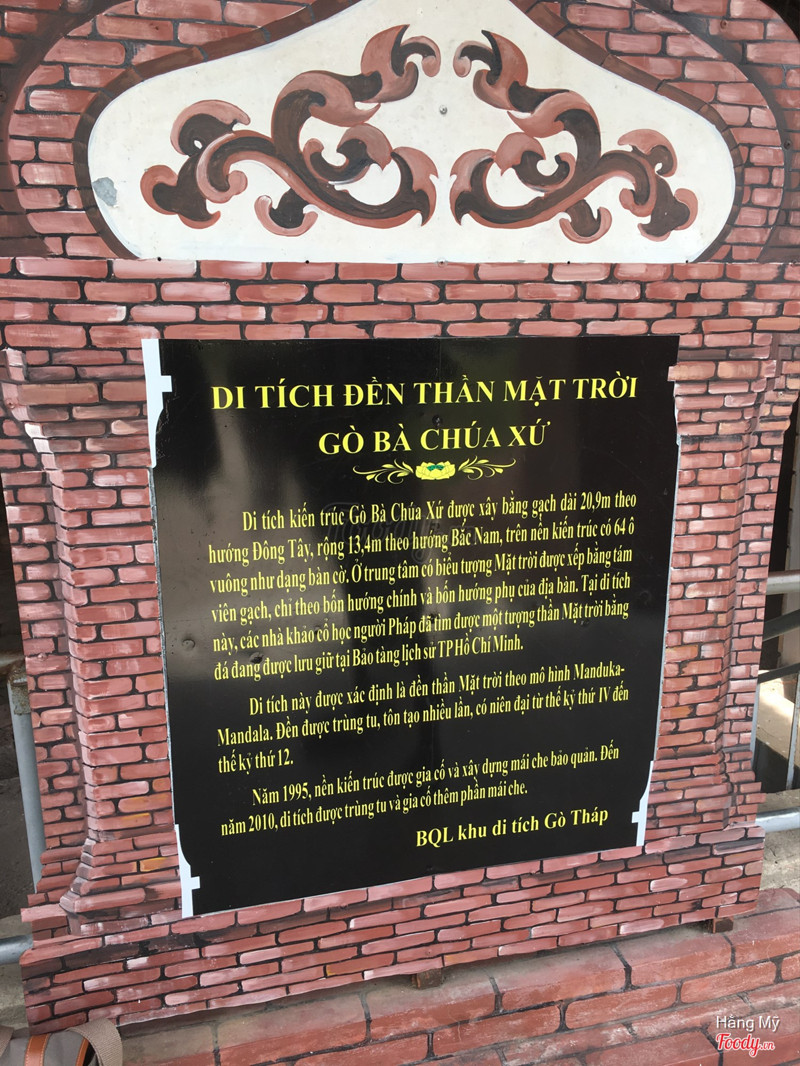 DI TÍCH ĐỀN THẦN MẶT TRỜI
GÒ BÀ CHÚA XỨ
Di tích kiến trúc Gò Bà Chúa Xứ được xây bằng gạch dài 20,9m theo
hướng Đông Tây, rộng 13,4m theo hướng Bắc Nam, trên nền kiến trúc có 64 ô
vuông như dạng bàn cờ. Ở trung tâm có biểu tượng Mặt trời được xếp bằng tám
viên gạch, chỉ theo bốn hướng chính và bốn hướng phụ của địa bàn. Tại di tích
này, các nhà khảo cổ học người Pháp đã tìm được một tượng thần Mặt trời bằng
đá đang được lưu giữ tại Bảo tàng lịch sử TP Hồ Chí Minh.
Di tích này được xác định là đền thần Mặt trời theo mô hình Manduka-
Mandala. Đền được trùng tu, tôn tạo nhiều lần, có niên đại từ thế kỷ thứ IV đến
thế kỷ thứ 12.
Năm 1995, nền kiến trúc được gia cố và xây dựng mái che bảo quản. Đến
năm 2010, di tích được trùng tu và gia cố thêm phần mái che.
BQL khu di tích Gò Tháp
Hằng Mỹ
Foody.vn